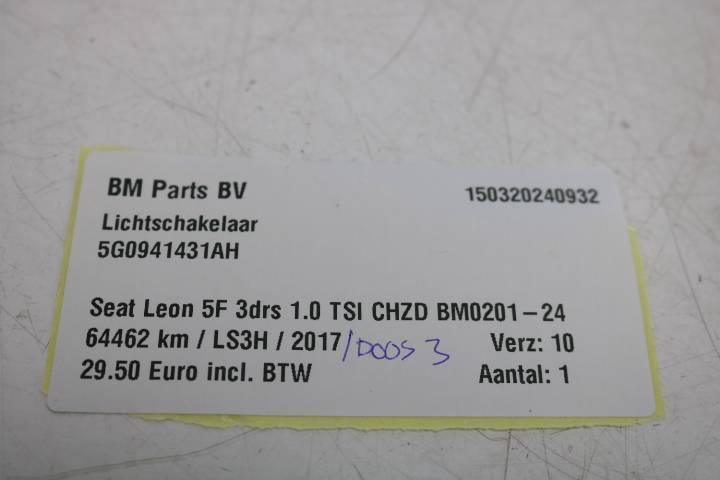 BM Parts BV 150320240932
Lichtschakelaar
5G0941431AH
Seat Leon 5F 3drs 1.0 TSI CHZD BM0201-24
64462 km / LS3H / 2017 /DOOS 3 Verz: 10
29.50 Euro incl. BTW Aantal: 1